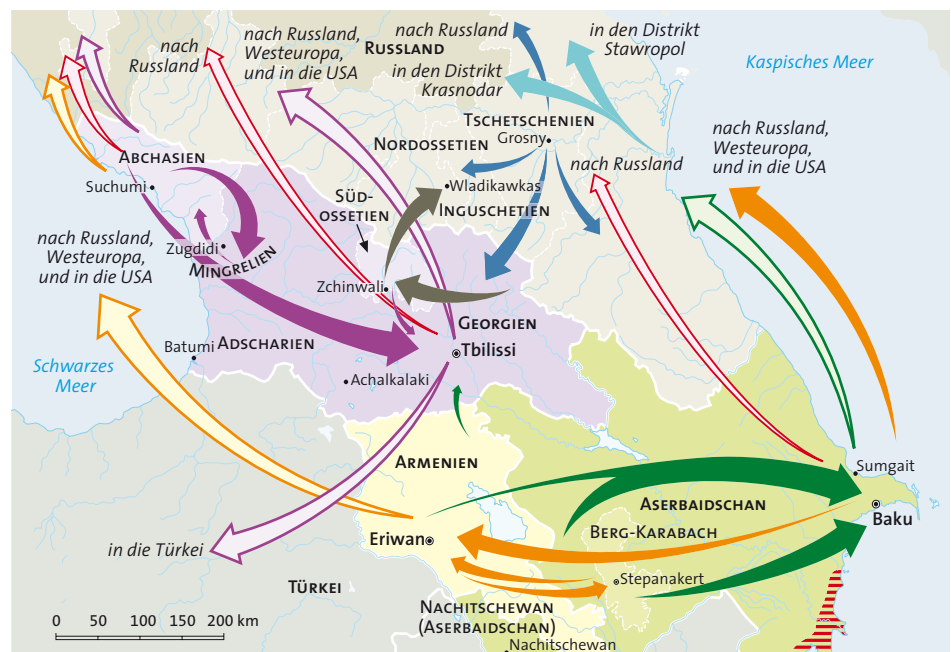 nach
Russland
nach Russland,
Westeuropa,
und in die USA
nach Russland
RUSSLAND
in den Distrikt
Krasnodar
in den Distrikt
Stawropol
Kaspisches Meer
TSCHETSCHENIEN
Grosny
NORDOSSETIEN
nach Russland
nach Russland,
Westeuropa,
und in die USA
ABCHASIEN
Suchumi
Wladikawkas
INGUSCHETIEN
SÜD-
OSSETIEN
nach Russland,
Westeuropa,
und in die USA
Zugdidi
MINGRELIEN
Zchinwali
GEORGIEN
Tbilissi
Batumi
ADSCHARIEN
Achalkalaki
Schwarzes
Meer
ARMENIEN
Sumgait
ASERBAIDSCHAN
Baku
BERG-KARABACH
Eriwan
in die Türkei
Stepanakert
TÜRKEI
NACHITSCHEWAN
(ASERBAIDSCHAN)
Nachitschewan
0 50 100 150 200 km